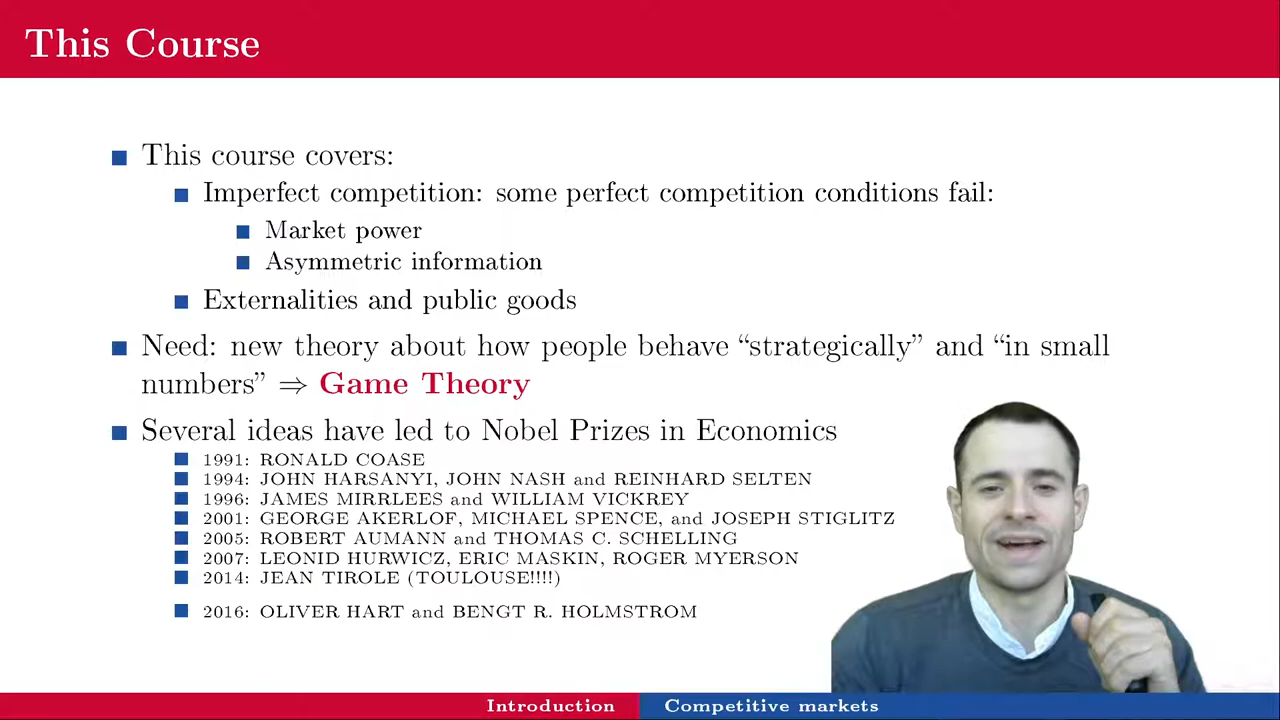 This Course
This course covers:
Imperfect competition: some perfect competition conditions fail:
Market power
Asymmetric information
Externalities and public goods
Need: new theory about how people behave “strategically” and “in small
numbers” ⇒ Game Theory
Several ideas have led to Nobel Prizes in Economics
1991: RONALD COASE
1994: JOHN HARSANYI, JOHN NASH and REINHARD SELTEN
1996: JAMES MIRRLEES and WILLIAM VICKREY
2001: GEORGE AKERLOF, MICHAEL SPENCE, and JOSEPH STIGLITZ
2005: ROBERT AUMANN and THOMAS C. SCHELLING
2007: LEONID HURWICZ, ERIC MASKIN, ROGER MYERSON
2014: JEAN TIROLE (TOULOUSE!!!!)
2016: OLIVER HART and BENGT R. HOLMSTROM
Introduction Competitive markets